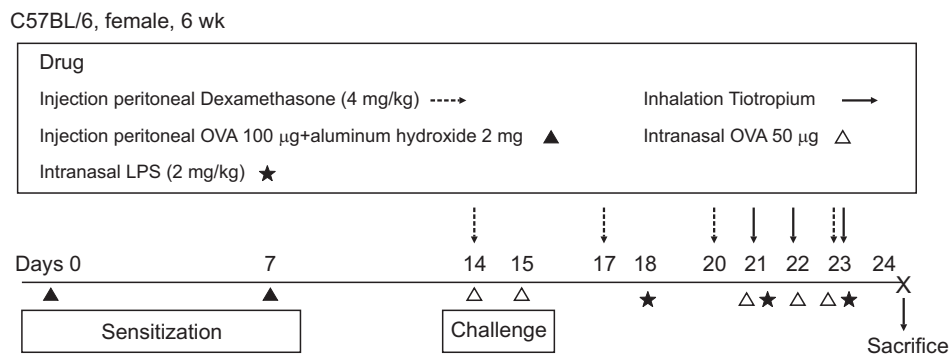 C57BL/6, female, 6 wk
Drug
Injection peritoneal Dexamethasone (4 mg/kg) Inhalation Tiotropium
Injection peritoneal OVA 100 μg+aluminum hydroxide 2 mg Intranasal OVA 50 μg
Intranasal LPS (2 mg/kg)
Days 0 7 14 15 17 18 20 21 22 23 24
X
Sensitization Challenge
Sacrifice